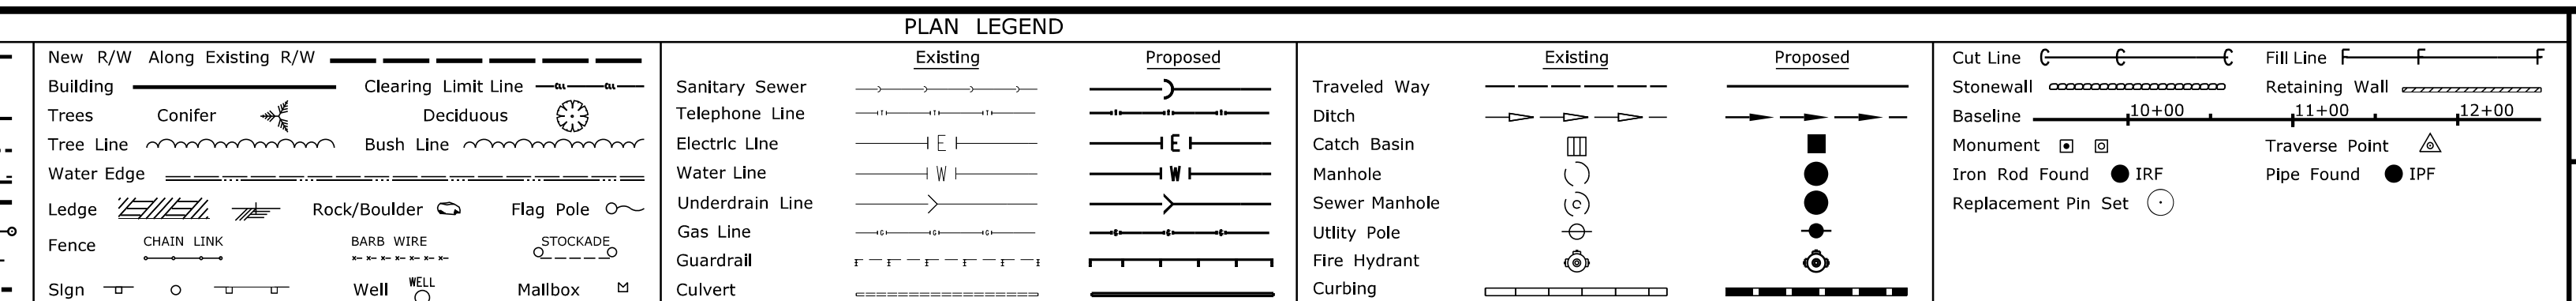 PLAN LEGEND
New R/W Along Existing R/W
Building Clearing Limit Line CLL CLL
Trees Conifer Deciduous
Tree Line Bush Line
Water Edge
Ledge Rock/Boulder Flag Pole
Fence CHAIN LINK BARB WIRE STOCKADE
Sign Well WELL Mailbox M
Existing Proposed
Sanitary Sewer
Telephone Line T T T T T T
Electric Line E E
Water Line W W
Underdrain Line
Gas Line G G G G G G
Guardrail
Culvert
Existing Proposed
Traveled Way
Ditch
Catch Basin
Manhole
Sewer Manhole
Utlity Pole
Fire Hydrant
Curbing
Cut Line C C C Fill Line F F F
Stonewall Retaining Wall
Baseline 10+00 11+00 12+00
Monument Traverse Point
Iron Rod Found IRF Pipe Found IPF
Replacement Pin Set